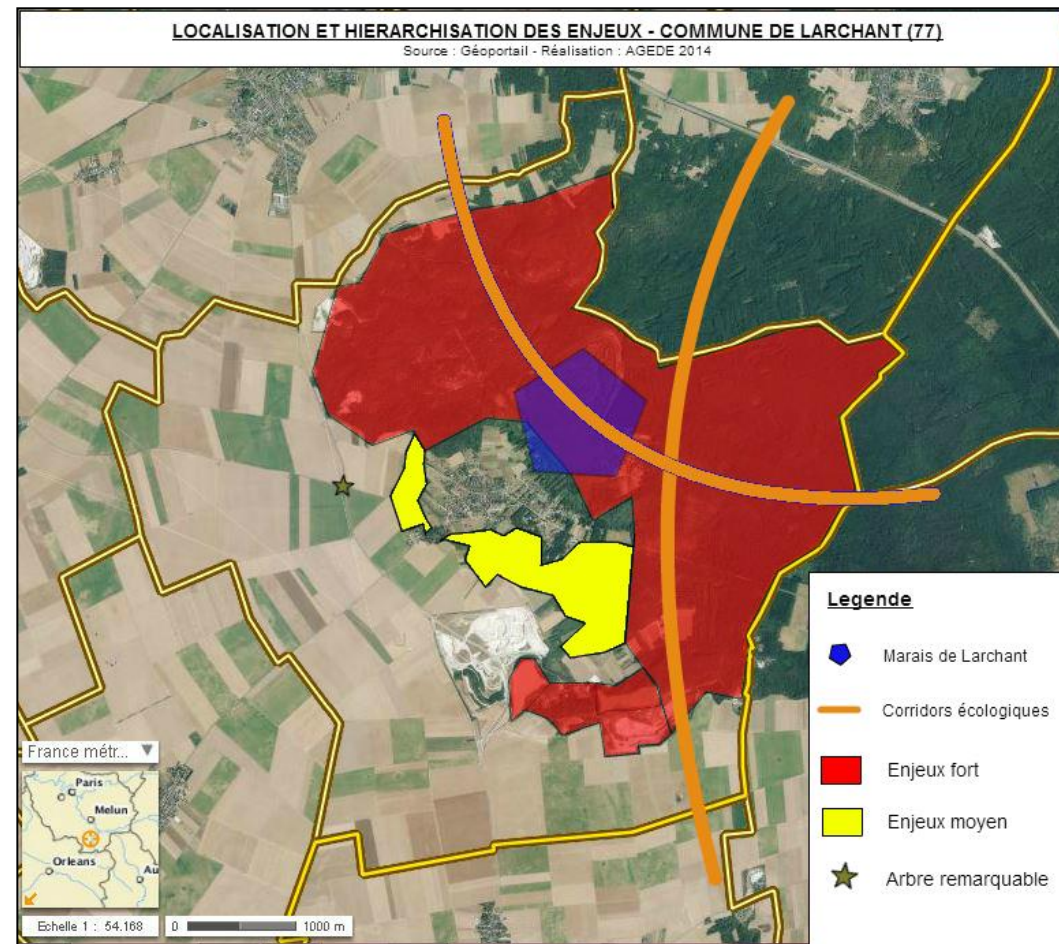 LOCALISATION ET HIERARCHISATION DES ENJEUX - COMMUNE DE LARCHANT (77)
Source : Géoportail - Réalisation : AGEDE 2014
Legende
Marais de Larchant
Corridors écologiques
Enjeux fort
Enjeux moyen
Arbre remarquable
France métr...
Paris
Melun
Orleans
Au
Echelle 1 : 54.168
0 1000 m